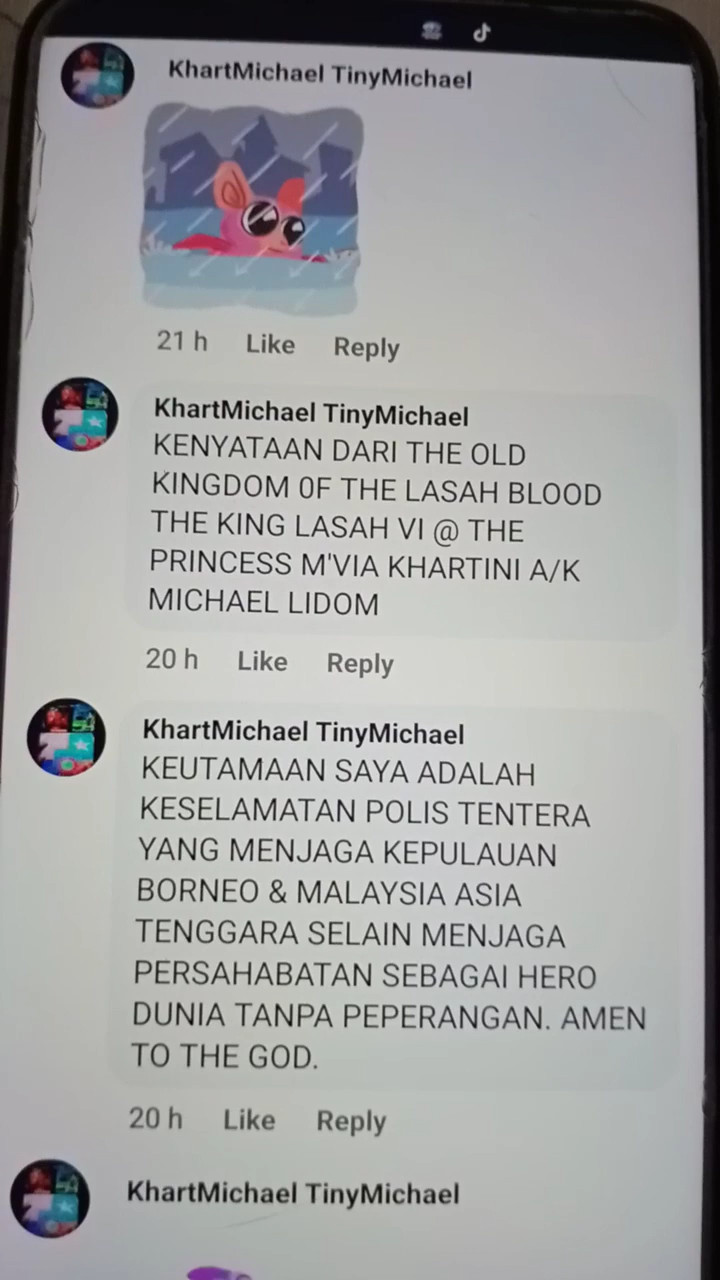 KhartMichael TinyMichael
21 h Like Reply
KhartMichael TinyMichael
KENYATAAN DARI THE OLD
KINGDOM 0F THE LASAH BLOOD
THE KING LASAH VI @ THE
PRINCESS M'VIA KHARTINI A/K
MICHAEL LIDOM
20 h Like Reply
KhartMichael TinyMichael
KEUTAMAAN SAYA ADALAH
KESELAMATAN POLIS TENTERA
YANG MENJAGA KEPULAUAN
BORNEO & MALAYSIA ASIA
TENGGARA SELAIN MENJAGA
PERSAHABATAN SEBAGAI HERO
DUNIA TANPA PEPERANGAN. AMEN
TO THE GOD.
20 h Like Reply
KhartMichael TinyMichael